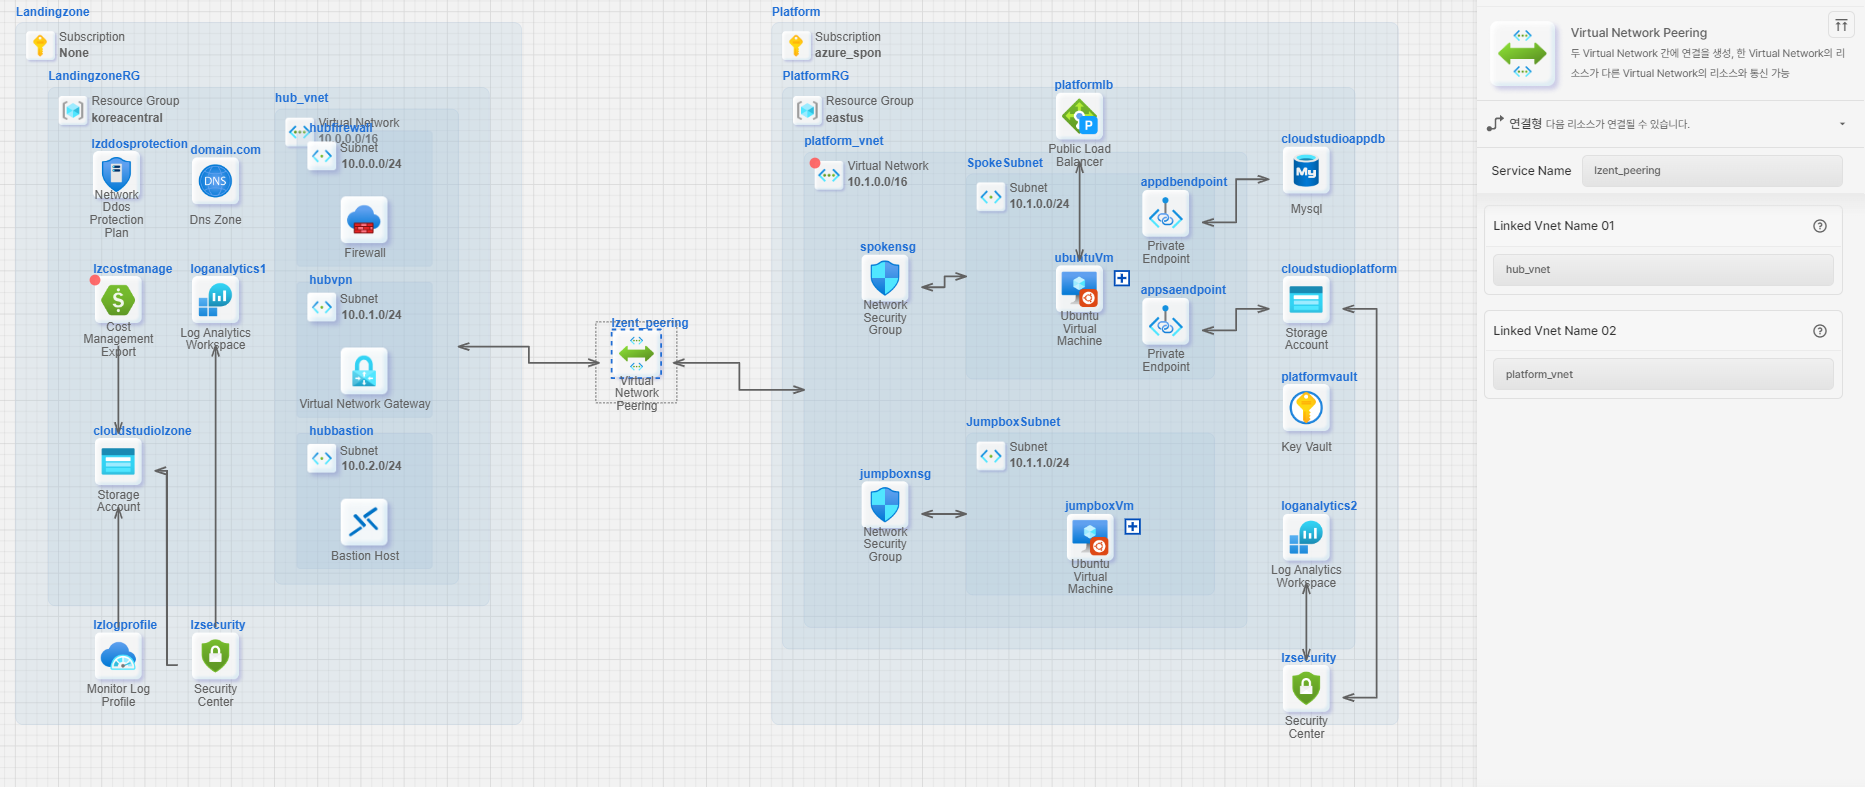 Landingzone
Subscription
None
LandingzoneRG
Resource Group
koreacentral
hub_vnet
Virtual Network
10.0.0.0/16
hubfirewall
Subnet
10.0.0.0/24
Firewall
lzddosprotection
Network
Ddos
Protection
Plan
domain.com
DNS
Dns Zone
lzcostmanage
Cost
Management
Export
loganalytics1
Log Analytics
Workspace
hubvpn
Subnet
10.0.1.0/24
Virtual Network Gateway
cloudstudiolzone
Storage
Account
hubbastion
Subnet
10.0.2.0/24
Bastion Host
lzlogprofile
Monitor Log
Profile
lzsecurity
Security
Center
lzent_peering
Virtual
Network
Peering
Platform
Subscription
azure_spon
PlatformRG
Resource Group
eastus
platform_vnet
Virtual Network
10.1.0.0/16
platformlb
P
Public Load
Balancer
SpokeSubnet
Subnet
10.1.0.0/24
appdbendpoint
Private
Endpoint
cloudstudioappdb
My
Mysql
spokensg
Network
Security
Group
ubuntuVm
Ubuntu
Virtual
Machine
appsaendpoint
Private
Endpoint
cloudstudioplatform
Storage
Account
platformvault
Key Vault
JumpboxSubnet
Subnet
10.1.1.0/24
jumpboxnsg
Network
Security
Group
jumpboxVm
Ubuntu
Virtual
Machine
loganalytics2
Log Analytics
Workspace
lzsecurity
Security
Center
Virtual Network Peering
두 Virtual Network 간에 연결을 생성, 한 Virtual Network의 리
소스가 다른 Virtual Network의 리소스와 통신 가능
연결형 다음 리소스가 연결될 수 있습니다.
Service Name
lzent_peering
Linked Vnet Name 01
hub_vnet
Linked Vnet Name 02
platform_vnet